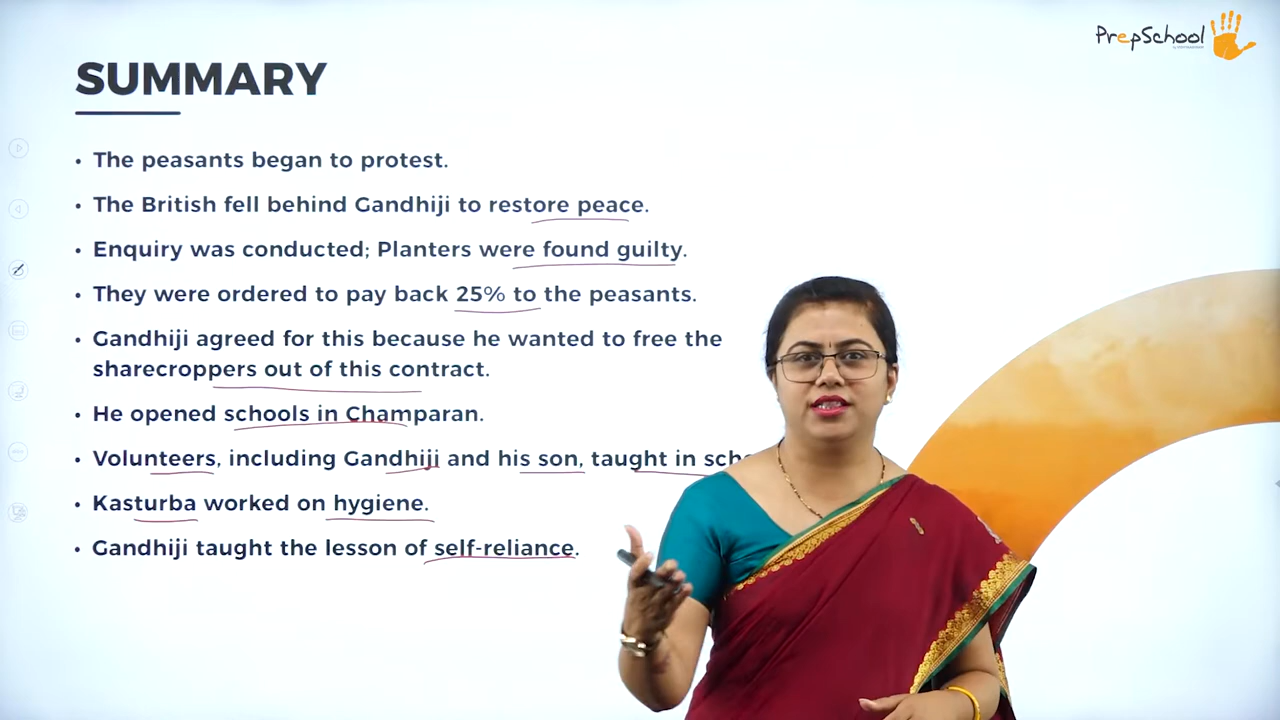 PrepSchool
SUMMARY
• The peasants began to protest.
• The British fell behind Gandhiji to restore peace.
• Enquiry was conducted; Planters were found guilty.
• They were ordered to pay back 25% to the peasants.
• Gandhiji agreed for this because he wanted to free the
sharecroppers out of this contract.
• He opened schools in Champaran.
• Volunteers, including Gandhiji and his son, taught in
• Kasturba worked on hygiene.
• Gandhiji taught the lesson of self-reliance.